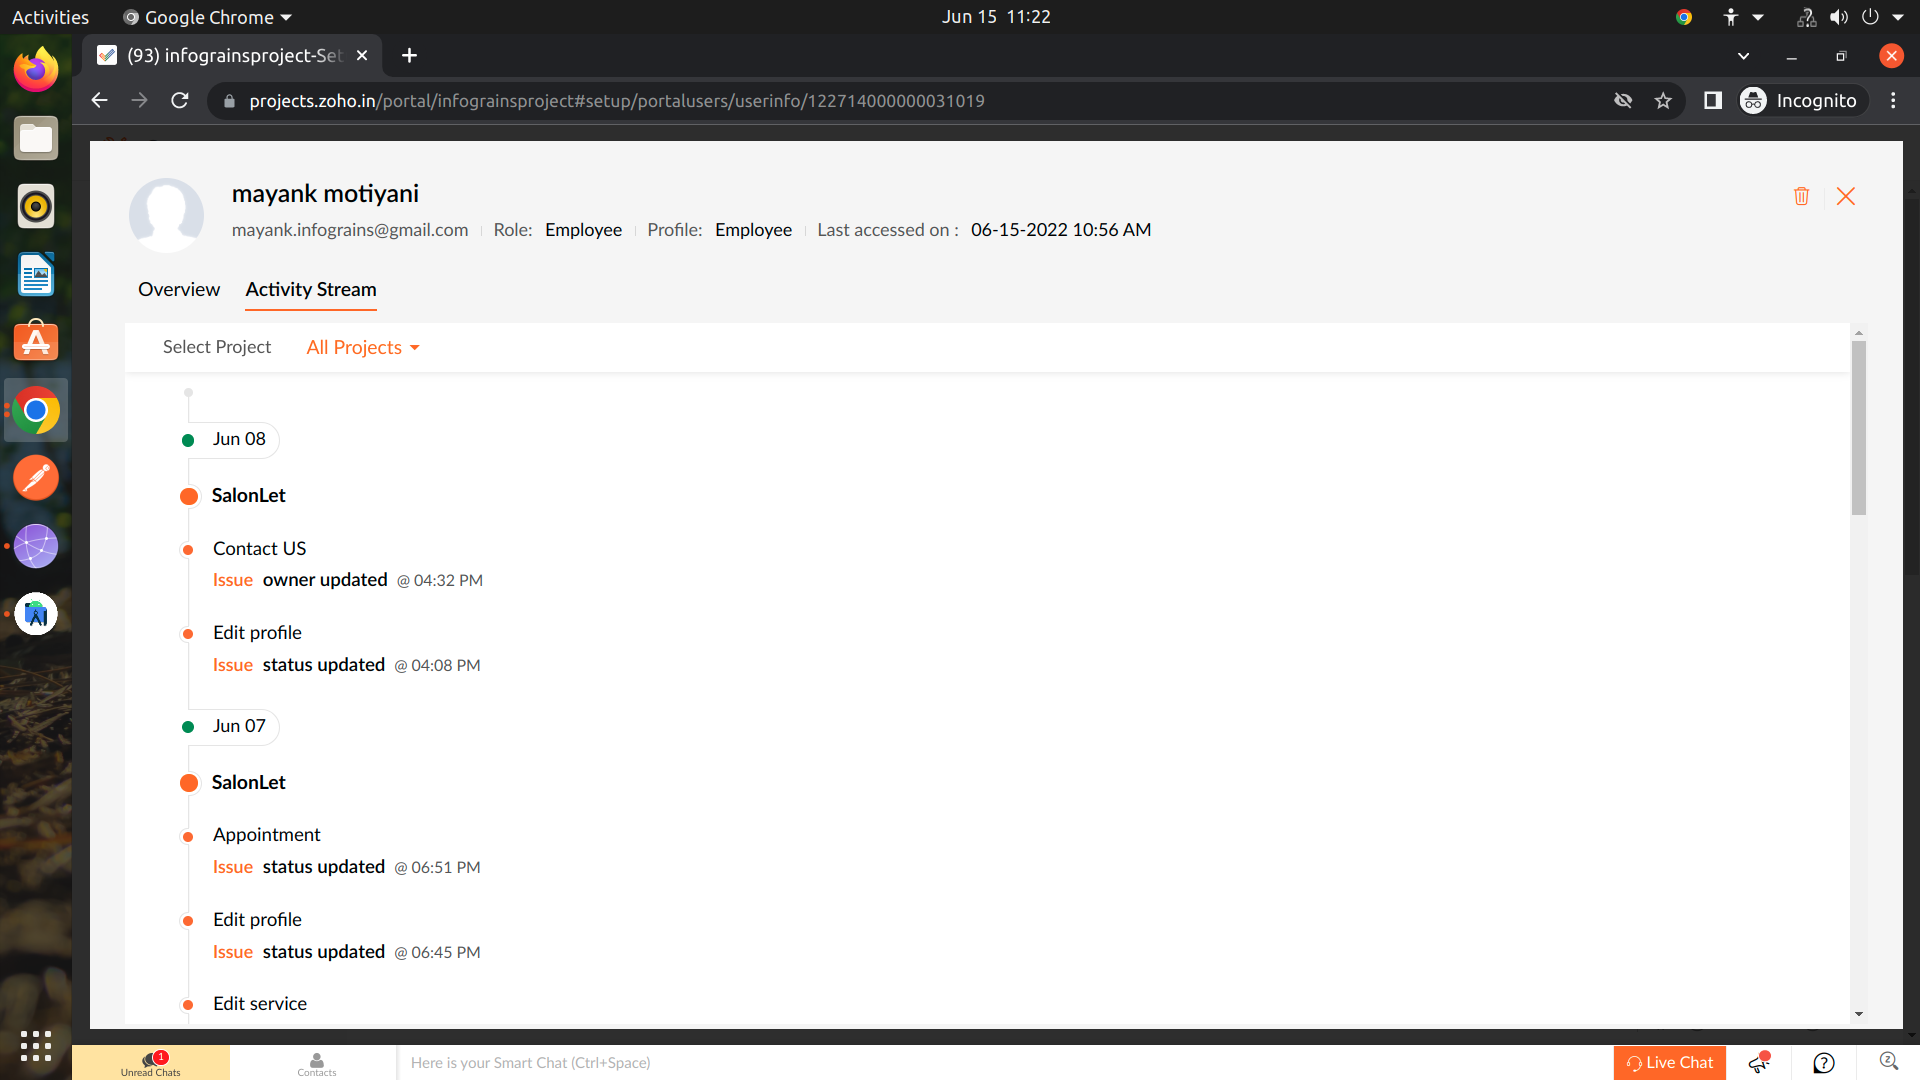 Activities
Google Chrome
Jun 15 11:22
(93) infograinsproject-Set
projects.zoho.in/portal/infograinsproject#setup/portalusers/userinfo/122714000000031019
Incognito
mayank motiyani
mayank.infograins@gmail.com Role: Employee Profile: Employee Last accessed on : 06-15-2022 10:56 AM
Overview
Activity Stream
Select Project
All Projects
Jun 08
SalonLet
Contact US
Issue owner updated @ 04:32 PM
Edit profile
Issue status updated @ 04:08 PM
Jun 07
SalonLet
Appointment
Issue status updated @ 06:51 PM
Edit profile
Issue status updated @ 06:45 PM
Edit service
1
Unread Chats
Contacts
Here is your Smart Chat (Ctrl+Space)
Live Chat